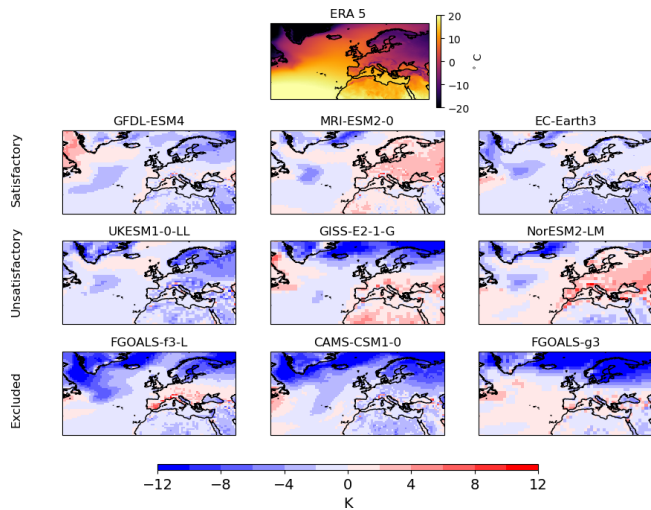 ERA 5
20
10
0
−10
−20
°C
Satisfactory
GFDL-ESM4
MRI-ESM2-0
EC-Earth3
Unsatisfactory
UKESM1-0-LL
GISS-E2-1-G
NorESM2-LM
Excluded
FGOALS-f3-L
CAMS-CSM1-0
FGOALS-g3
−12 −8 −4 0 4 8 12
K